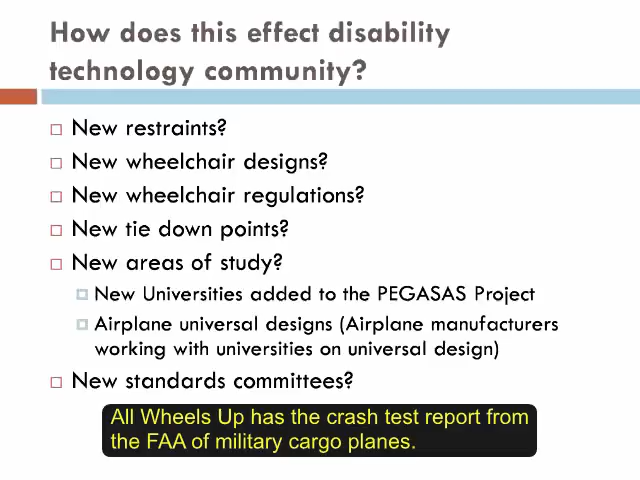 How does this effect disability
technology community?
New restraints?
New wheelchair designs?
New wheelchair regulations?
New tie down points?
New areas of study?
New Universities added to the PEGASAS Project
Airplane universal designs (Airplane manufacturers
working with universities on universal design)
New standards committees?
All Wheels Up has the crash test report from
the FAA of military cargo planes.